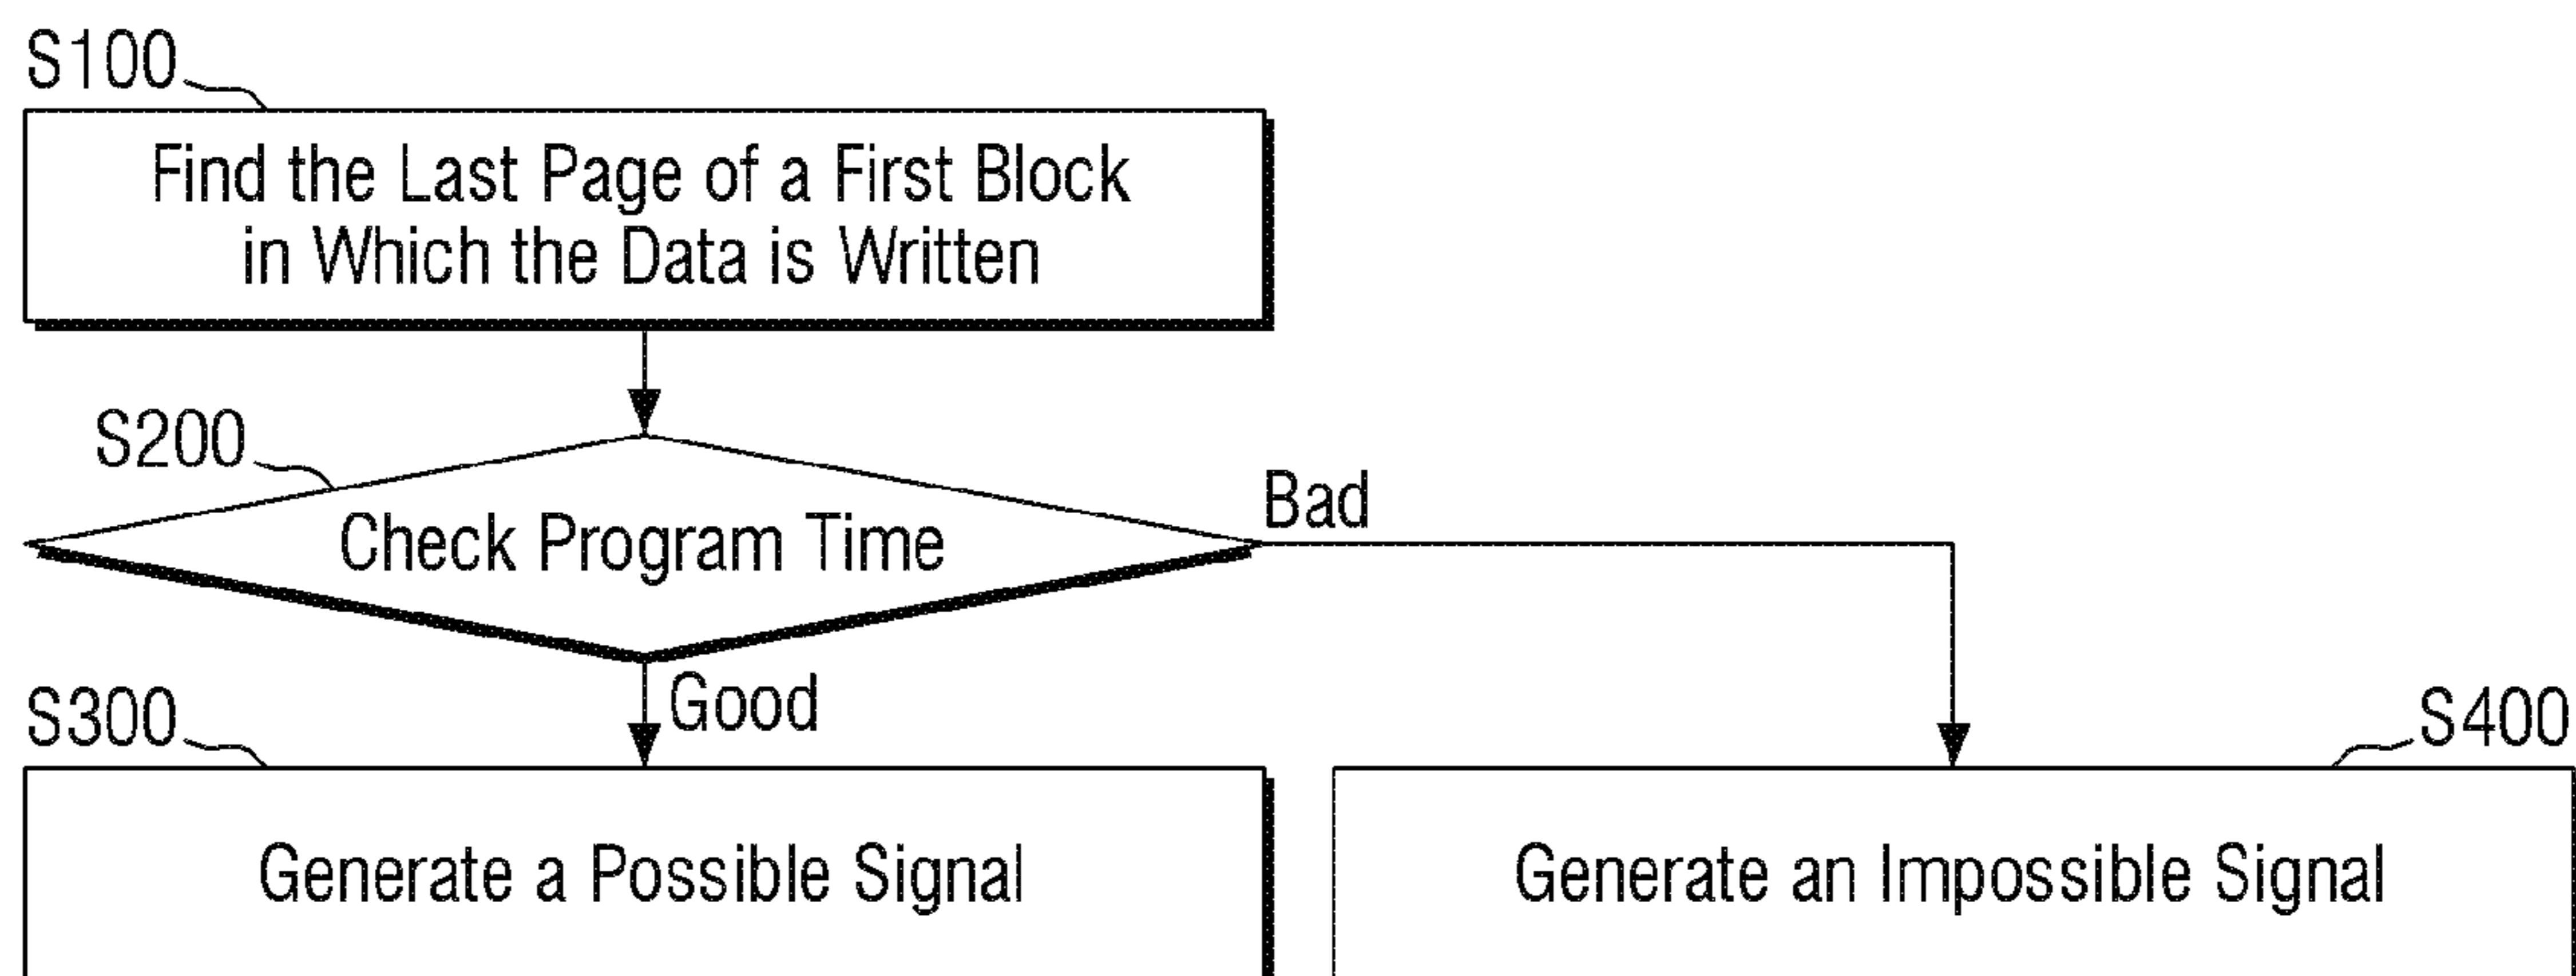 S100
Find the Last Page of a First Block
in Which the Data is Written
S200
Check Program Time
Bad
Good
S300
Generate a Possible Signal
S400
Generate an Impossible Signal